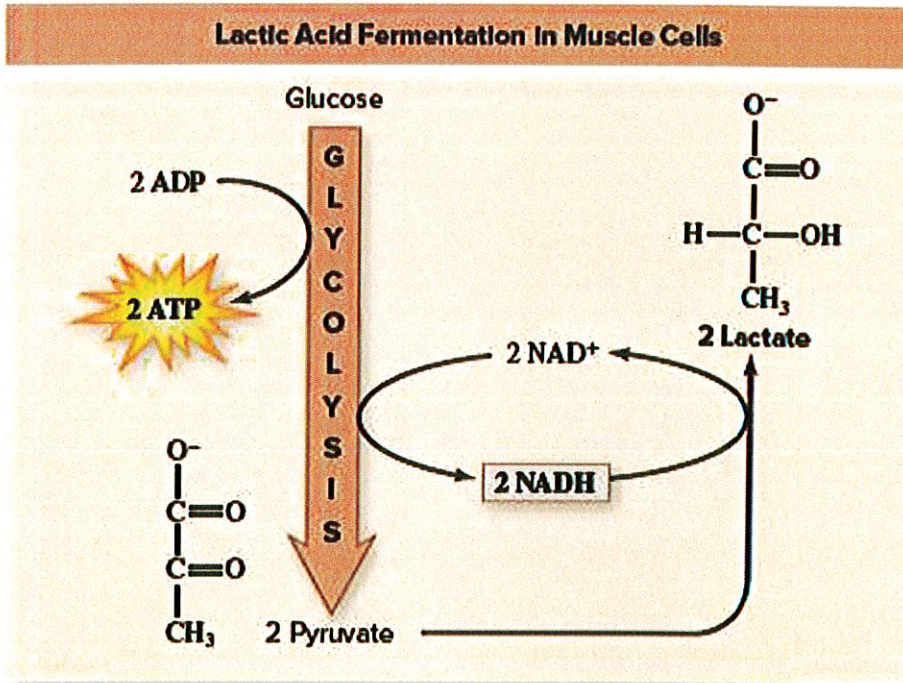 Lactic Acid Fermentation in Muscle Cells
Glucose
GLYCOLYSIS
2 ADP
2 ATP
2 NAD⁺
2 NADH
O⁻
C=O
H—C—OH
CH₃
2 Lactate
O⁻
C=O
C=O
CH₃
2 Pyruvate